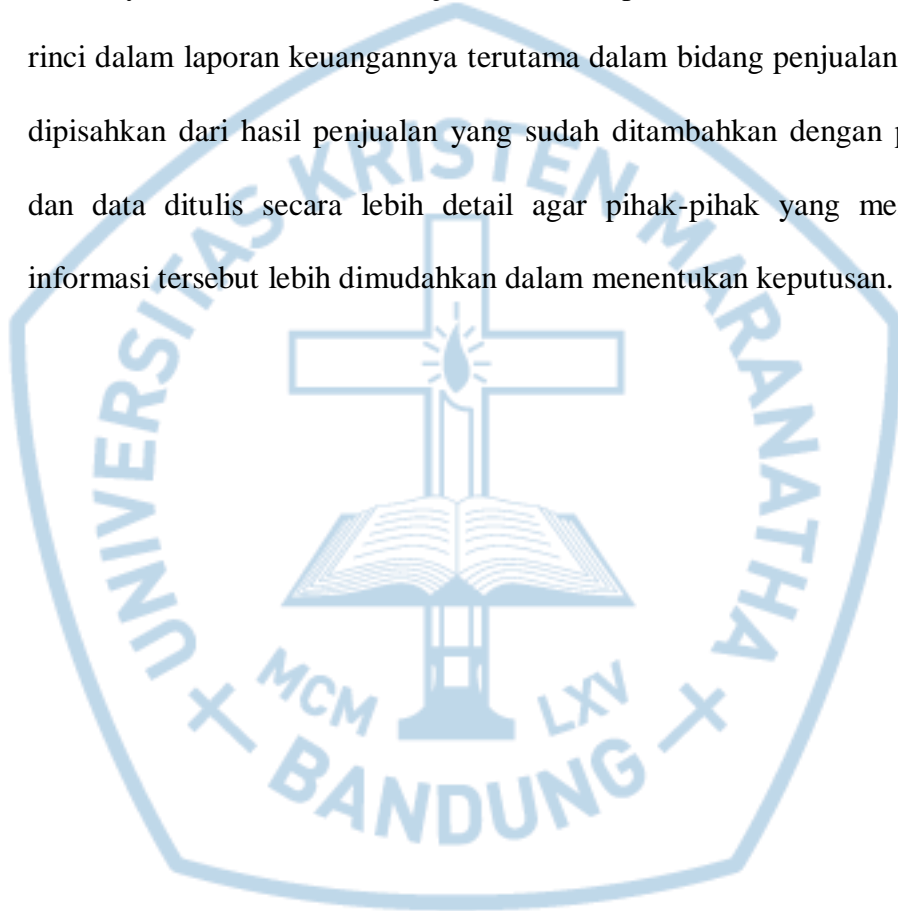 rinci dalam laporan keuangannya terutama dalam bidang penjualan
dipisahkan dari hasil penjualan yang sudah ditambahkan dengan
dan data ditulis secara lebih detail agar pihak-pihak yang
informasi tersebut lebih dimudahkan dalam menentukan keputusan.
UNIVERSITAS KRISTEN MARANATHA
MCM LXV
BANDUNG